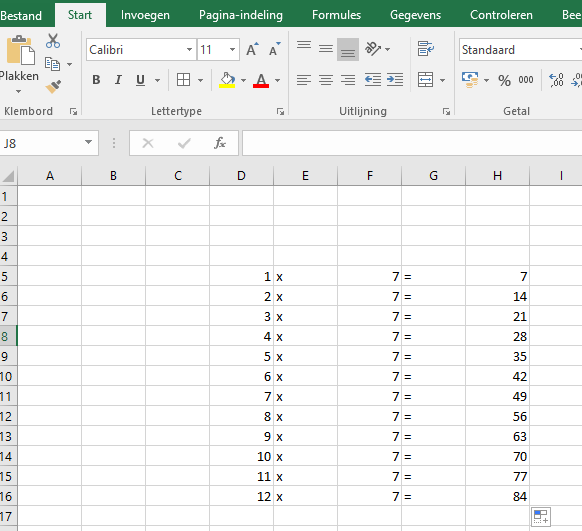 Bestand Start Invoegen Pagina-indeling Formules Gegevens Controleren Bee
Calibri 11 A A Standaard
Plakken B I U A % 000 ,00
Klembord Lettertype Uitlijning Getal
J8 fx
A B C D E F G H I
1
2
3
4
5 1 x 7 = 7
6 2 x 7 = 14
7 3 x 7 = 21
8 4 x 7 = 28
9 5 x 7 = 35
10 6 x 7 = 42
11 7 x 7 = 49
12 8 x 7 = 56
13 9 x 7 = 63
14 10 x 7 = 70
15 11 x 7 = 77
16 12 x 7 = 84
17